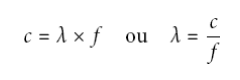 c = λ × f ou λ = c/f